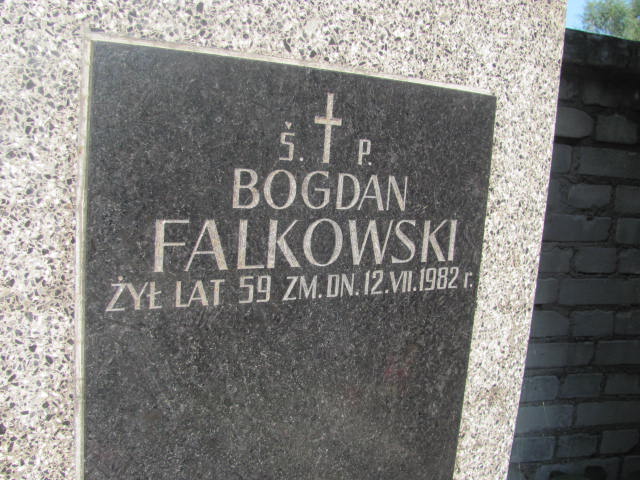 Ś. P.
BOGDAN
FALKOWSKI
ŻYŁ LAT 59 ZM. DN. 12.VII.1982 r.